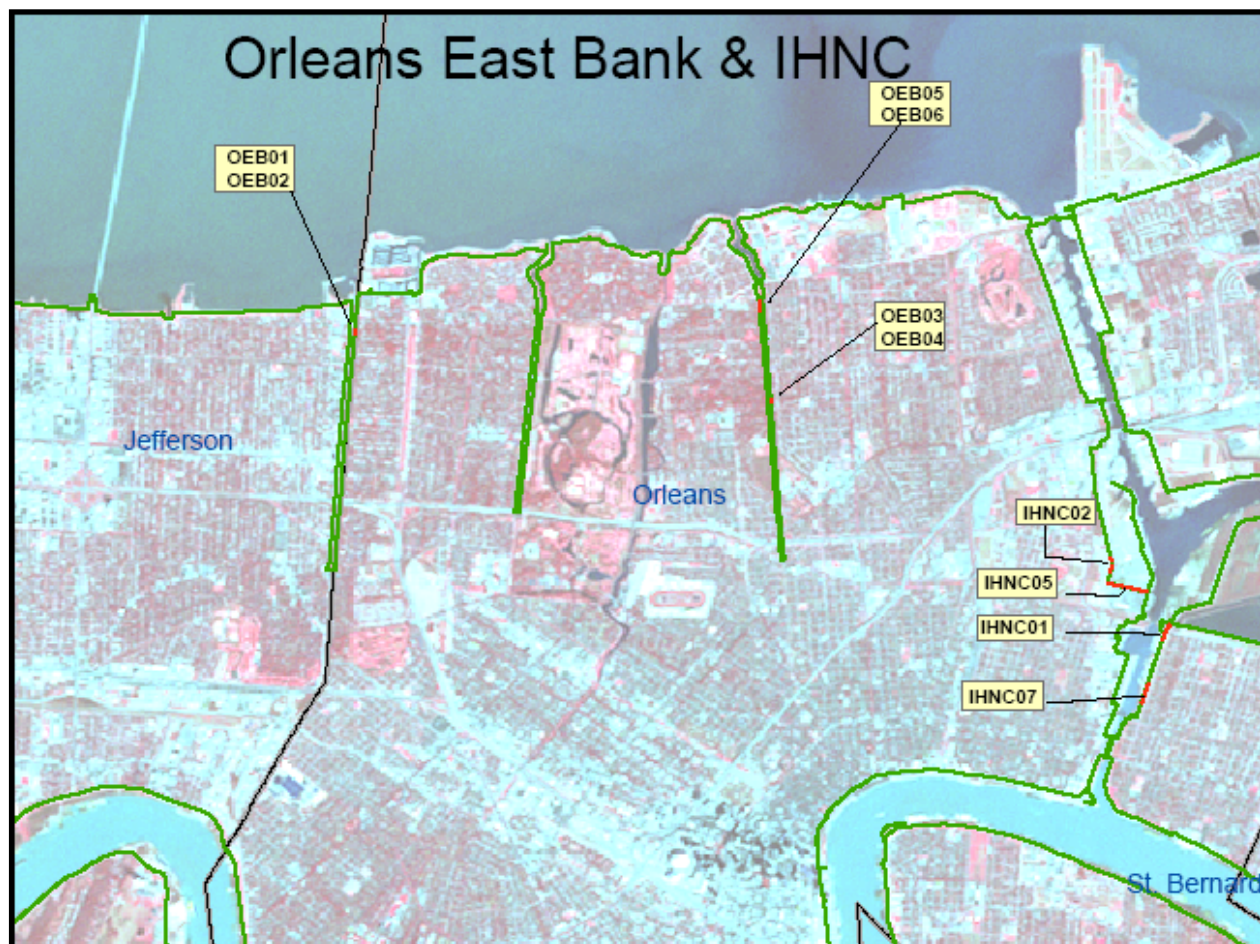 Orleans East Bank & IHNC
OEB05
OEB06
OEB01
OEB02
OEB03
OEB04
Jefferson
Orleans
IHNC02
IHNC05
IHNC01
IHNC07
St. Bernard